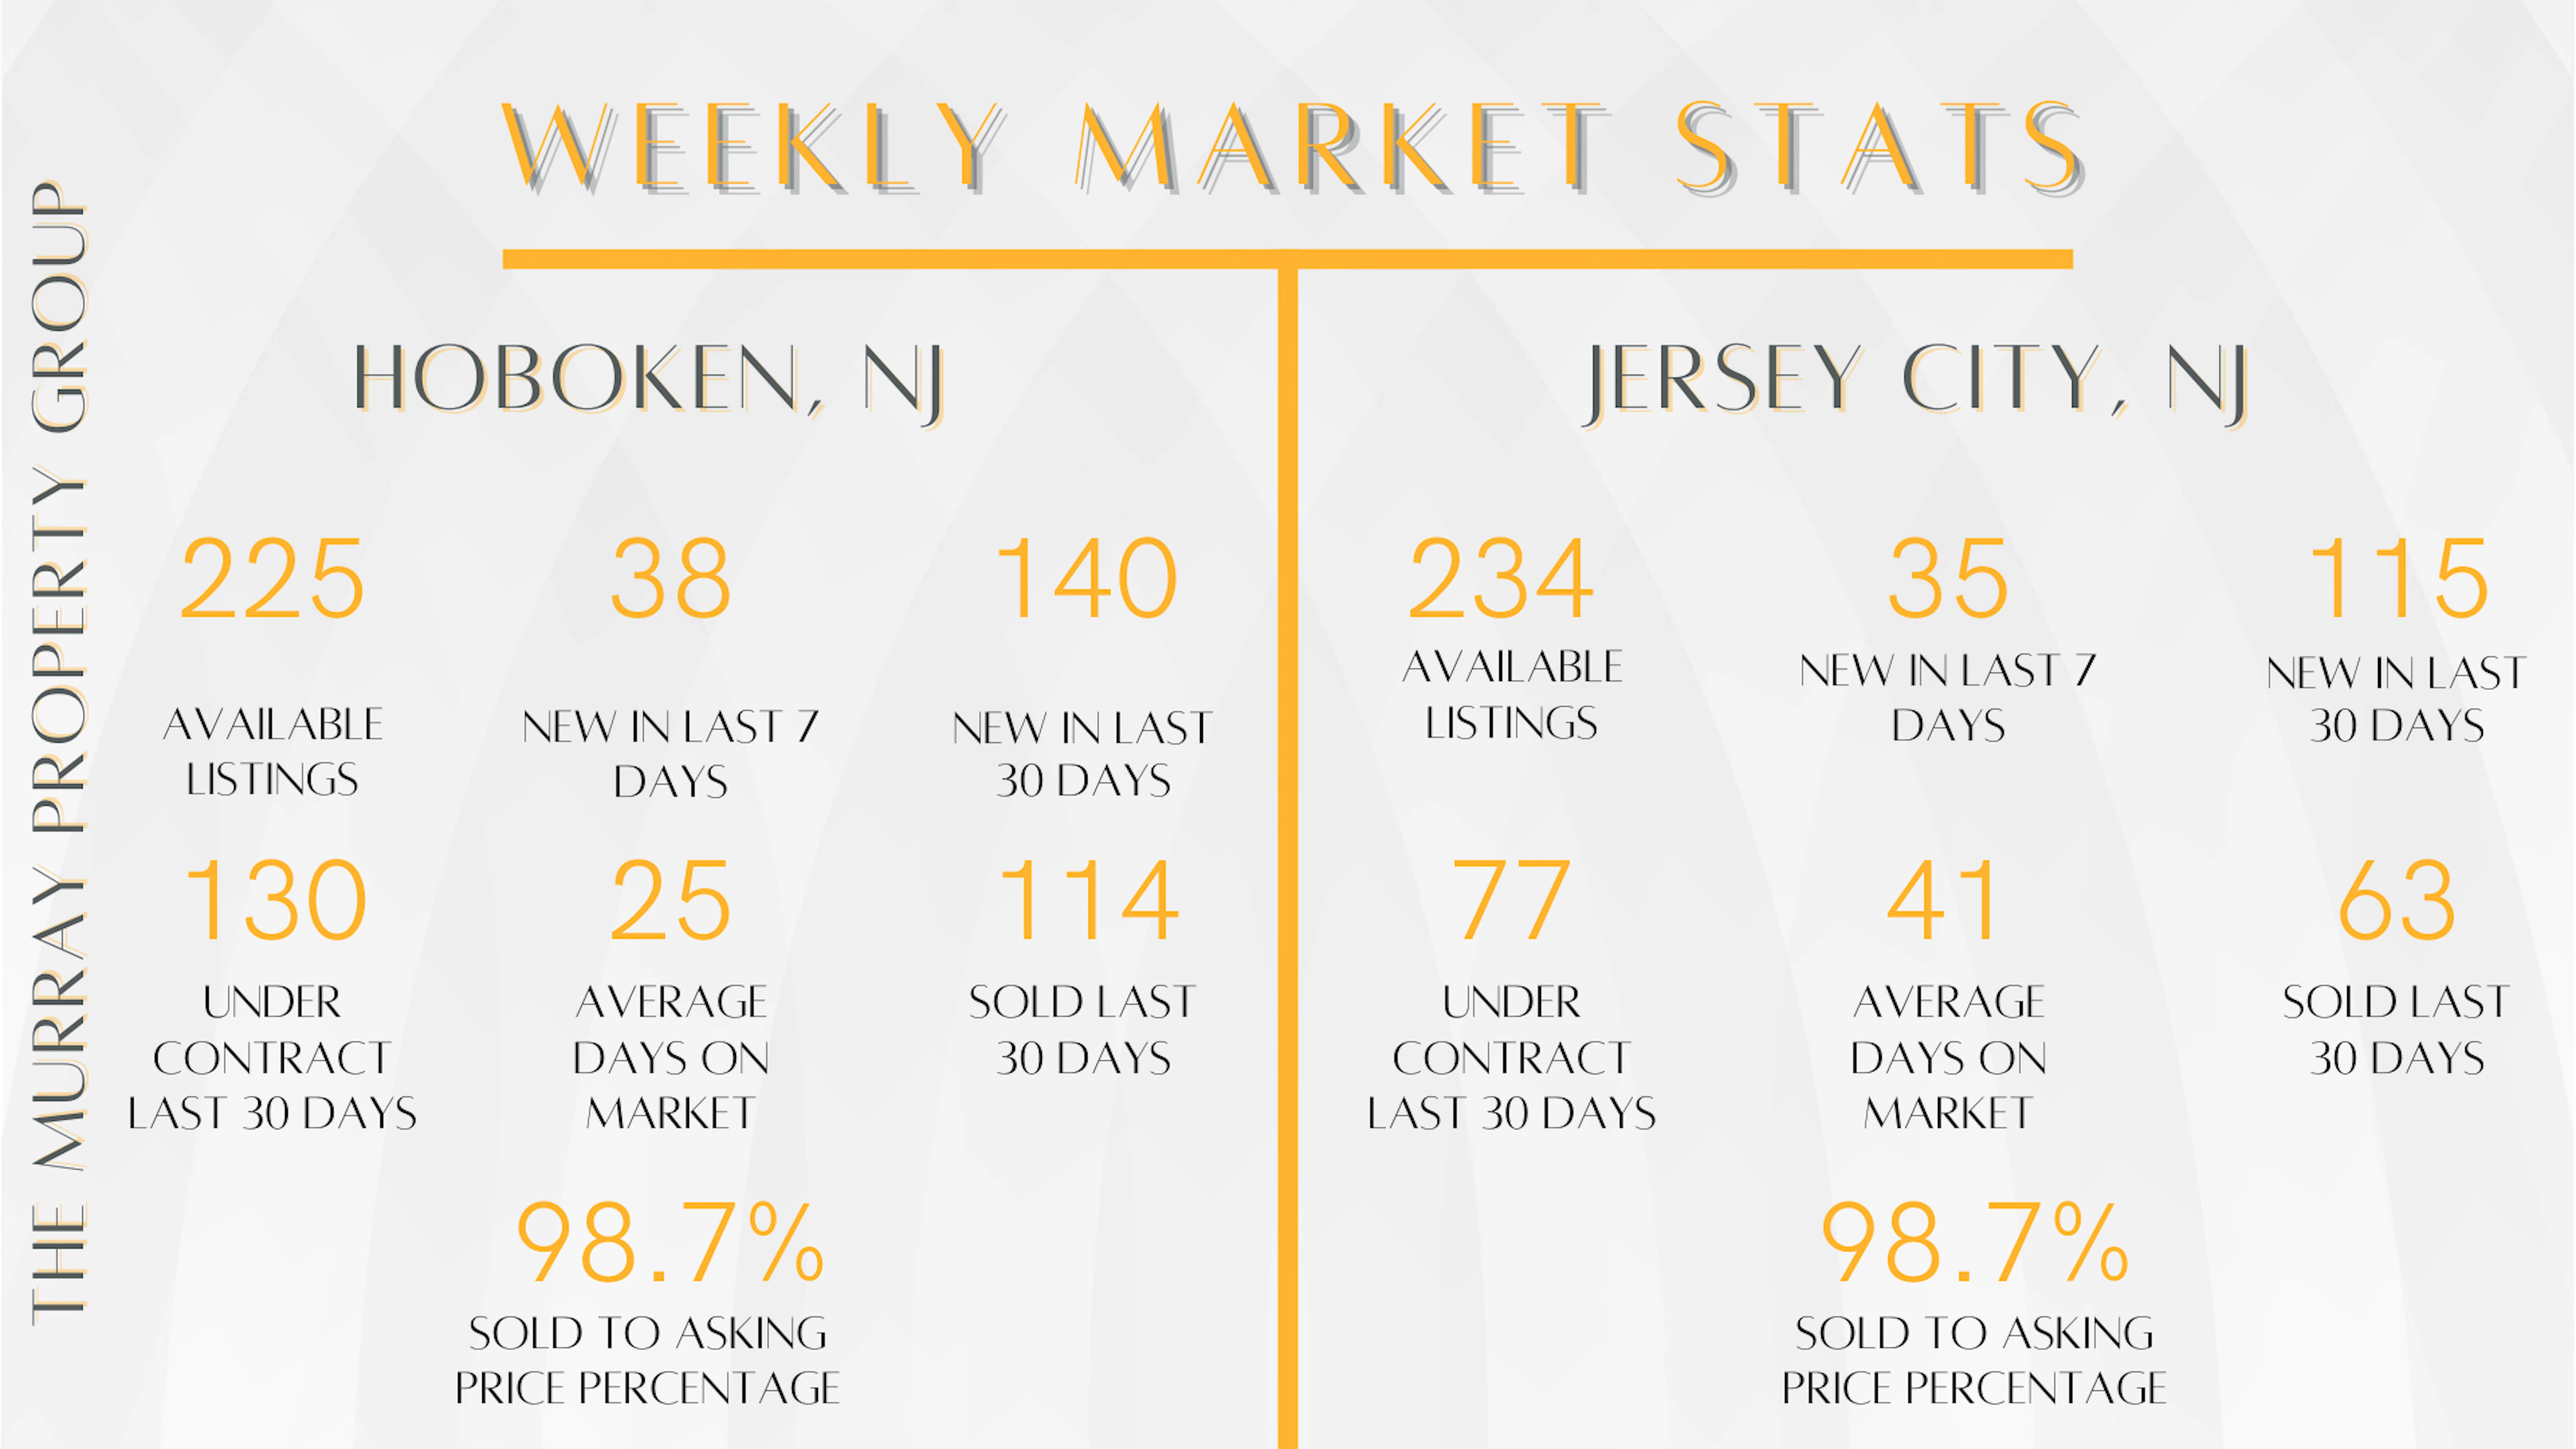 WEEKLY MARKET STATS
THE MURRAY PROPERTY GROUP
HOBOKEN, NJ
225
AVAILABLE
LISTINGS
38
NEW IN LAST 7
DAYS
140
NEW IN LAST
30 DAYS
130
UNDER
CONTRACT
LAST 30 DAYS
25
AVERAGE
DAYS ON
MARKET
114
SOLD LAST
30 DAYS
98.7%
SOLD TO ASKING
PRICE PERCENTAGE
JERSEY CITY, NJ
234
AVAILABLE
LISTINGS
35
NEW IN LAST 7
DAYS
115
NEW IN LAST
30 DAYS
77
UNDER
CONTRACT
LAST 30 DAYS
41
AVERAGE
DAYS ON
MARKET
63
SOLD LAST
30 DAYS
98.7%
SOLD TO ASKING
PRICE PERCENTAGE